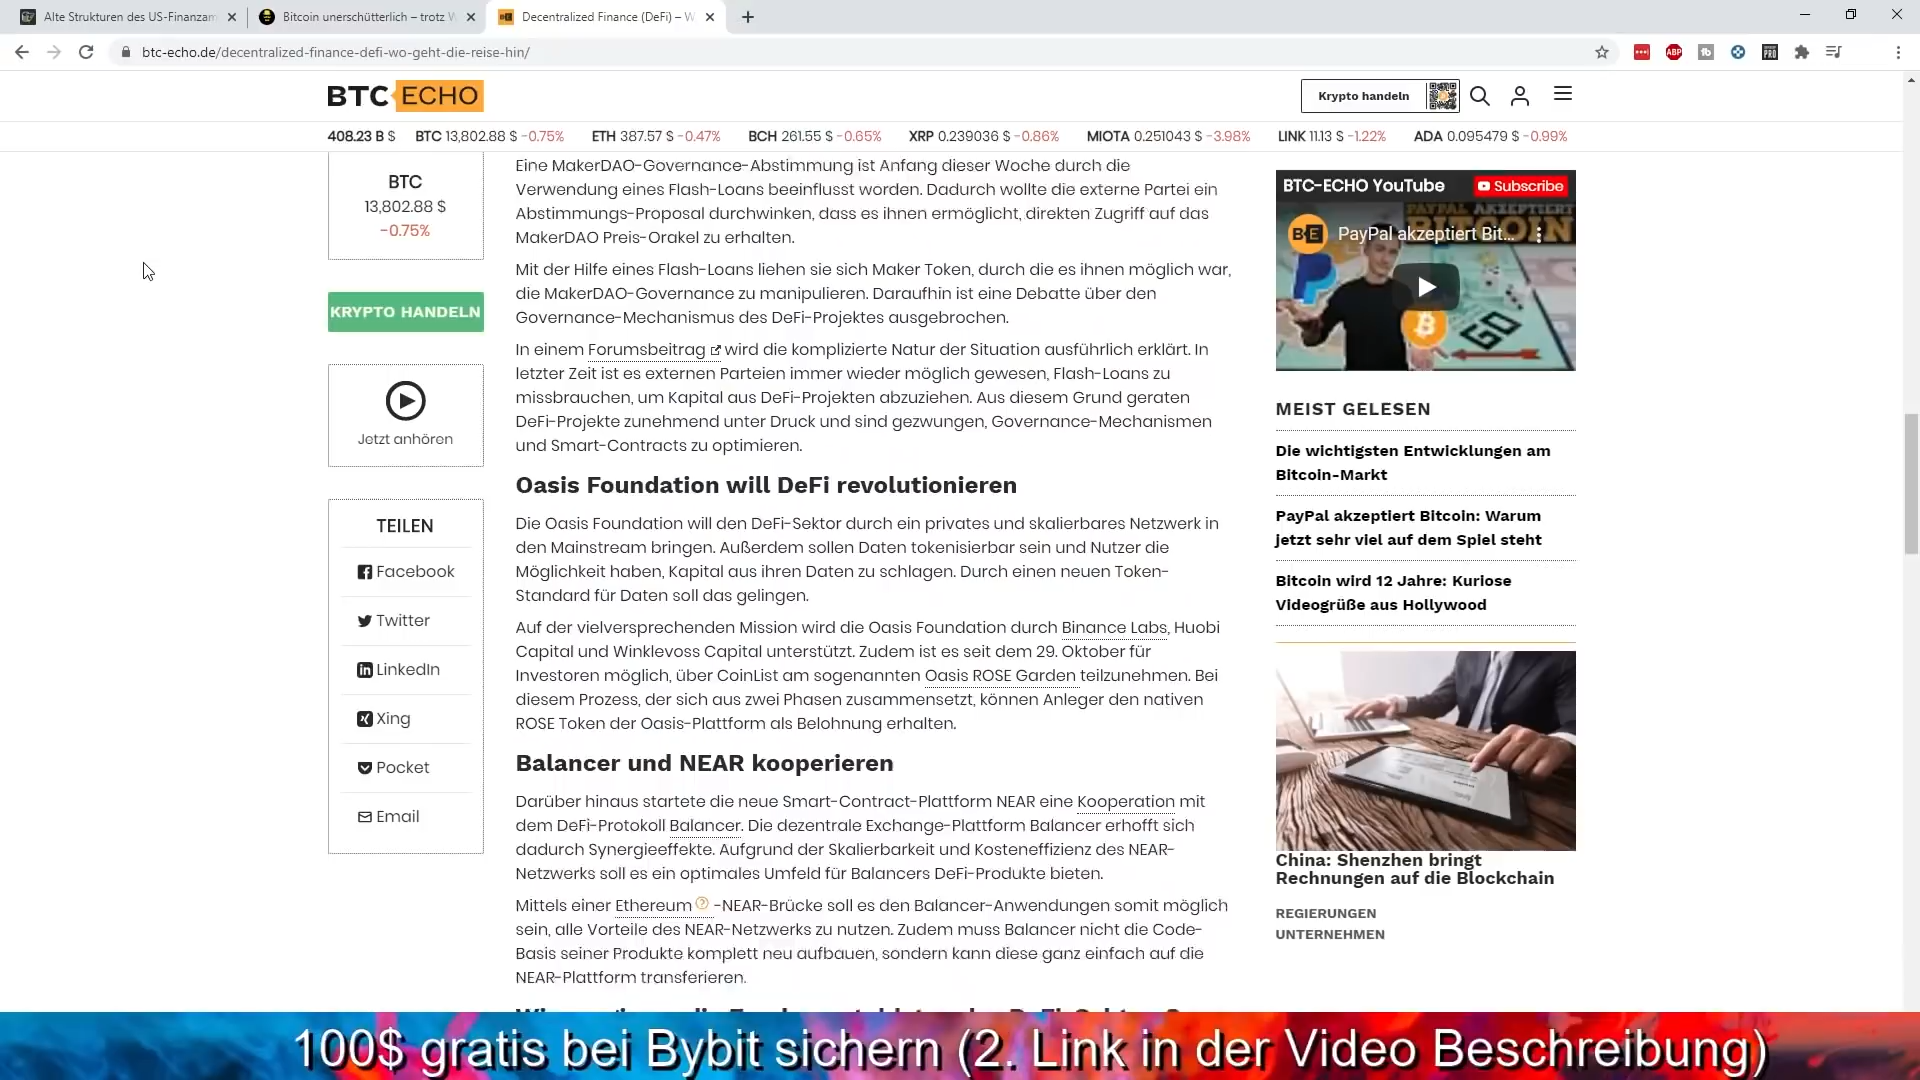 Alte Strukturen des US-Finanzam
Bitcoin unerschütterlich – trotz W
Decentralized Finance (DeFi) – W
btc-echo.de/decentralized-finance-defi-wo-geht-die-reise-hin/
ABP
BTC ECHO
Krypto handeln
408.23 B $ BTC 13,802.88 $ -0.75% ETH 387.57 $ -0.47% BCH 261.55 $ -0.65% XRP 0.239036 $ -0.86% MIOTA 0.251043 $ -3.98% LINK 11.13 $ -1.22% ADA 0.095479 $ -0.99%
BTC
13,802.88 $
-0.75%
KRYPTO HANDELN
Jetzt anhören
TEILEN
Facebook
Twitter
LinkedIn
Xing
Pocket
Email
Eine MakerDAO-Governance-Abstimmung ist Anfang dieser Woche durch die
Verwendung eines Flash-Loans beeinflusst worden. Dadurch wollte die externe Partei ein
Abstimmungs-Proposal durchwinken, dass es ihnen ermöglicht, direkten Zugriff auf das
MakerDAO Preis-Orakel zu erhalten.
Mit der Hilfe eines Flash-Loans liehen sie sich Maker Token, durch die es ihnen möglich war,
die MakerDAO-Governance zu manipulieren. Daraufhin ist eine Debatte über den
Governance-Mechanismus des DeFi-Projektes ausgebrochen.
In einem Forumsbeitrag wird die komplizierte Natur der Situation ausführlich erklärt. In
letzter Zeit ist es externen Parteien immer wieder möglich gewesen, Flash-Loans zu
missbrauchen, um Kapital aus DeFi-Projekten abzuziehen. Aus diesem Grund geraten
DeFi-Projekte zunehmend unter Druck und sind gezwungen, Governance-Mechanismen
und Smart-Contracts zu optimieren.
Oasis Foundation will DeFi revolutionieren
Die Oasis Foundation will den DeFi-Sektor durch ein privates und skalierbares Netzwerk in
den Mainstream bringen. Außerdem sollen Daten tokenisierbar sein und Nutzer die
Möglichkeit haben, Kapital aus ihren Daten zu schlagen. Durch einen neuen Token-
Standard für Daten soll das gelingen.
Auf der vielversprechenden Mission wird die Oasis Foundation durch Binance Labs, Huobi
Capital und Winklevoss Capital unterstützt. Zudem ist es seit dem 29. Oktober für
Investoren möglich, über CoinList am sogenannten Oasis ROSE Garden teilzunehmen. Bei
diesem Prozess, der sich aus zwei Phasen zusammensetzt, können Anleger den nativen
ROSE Token der Oasis-Plattform als Belohnung erhalten.
Balancer und NEAR kooperieren
Darüber hinaus startete die neue Smart-Contract-Plattform NEAR eine Kooperation mit
dem DeFi-Protokoll Balancer. Die dezentrale Exchange-Plattform Balancer erhofft sich
dadurch Synergieeffekte. Aufgrund der Skalierbarkeit und Kosteneffizienz des NEAR-
Netzwerks soll es ein optimales Umfeld für Balancers DeFi-Produkte bieten.
Mittels einer Ethereum -NEAR-Brücke soll es den Balancer-Anwendungen somit möglich
sein, alle Vorteile des NEAR-Netzwerks zu nutzen. Zudem muss Balancer nicht die Code-
Basis seiner Produkte komplett neu aufbauen, sondern kann diese ganz einfach auf die
NEAR-Plattform transferieren.
BTC-ECHO YouTube
Subscribe
PayPal akzeptiert Bit...
GO
MEIST GELESEN
Die wichtigsten Entwicklungen am
Bitcoin-Markt
PayPal akzeptiert Bitcoin: Warum
jetzt sehr viel auf dem Spiel steht
Bitcoin wird 12 Jahre: Kuriose
Videogrüße aus Hollywood
China: Shenzhen bringt
Rechnungen auf die Blockchain
REGIERUNGEN
UNTERNEHMEN
100$ gratis bei Bybit sichern (2. Link in der Video Beschreibung)